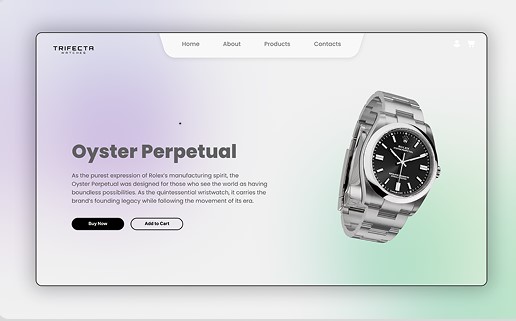 TRIFECTA
WATCHES
Home
About
Products
Contacts
Oyster Perpetual
As the purest expression of Rolex's manufacturing spirit, the
Oyster Perpetual was designed for those who see the world as having
boundless possibilities. As the quintessential wristwatch, it carries the
brand's founding legacy while following the movement of its era.
Buy Now
Add to Cart
ROLEX